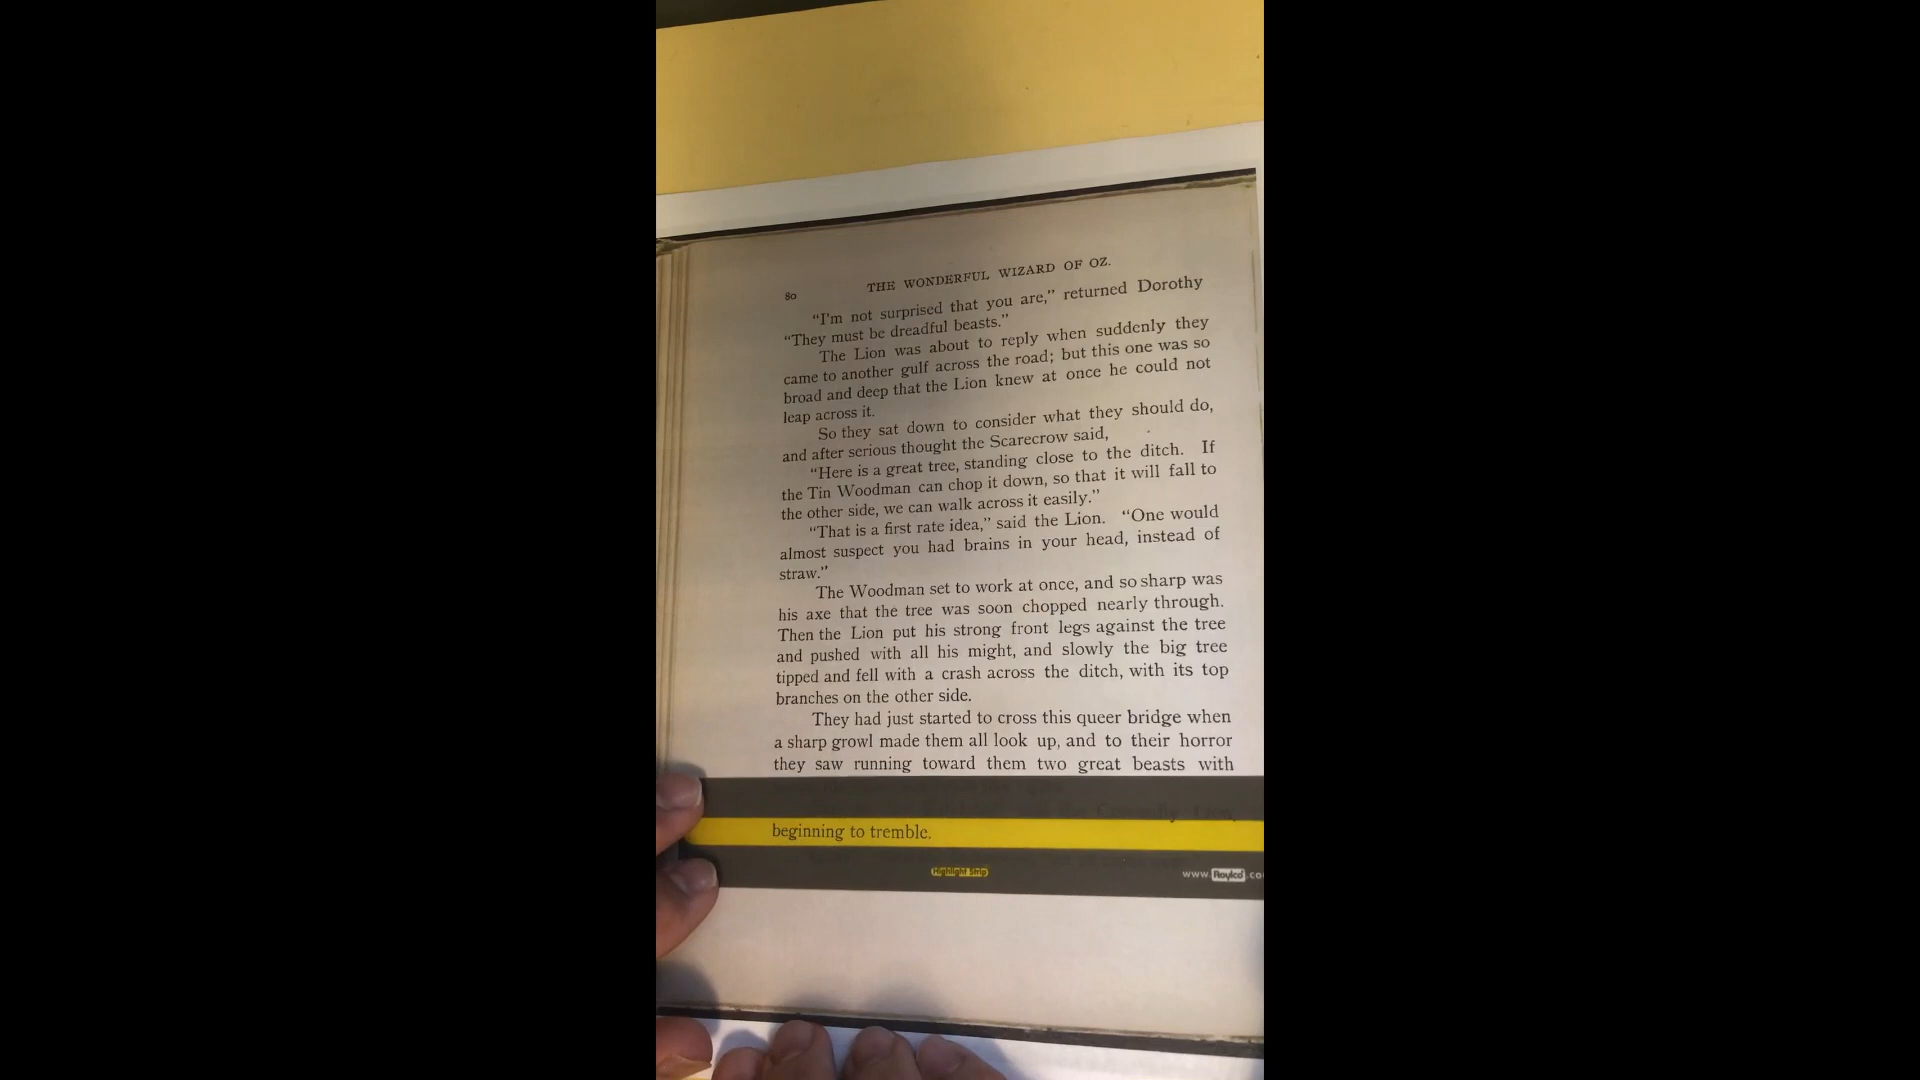 80
THE WONDERFUL WIZARD OF OZ.
“I'm not surprised that you are,” returned Dorothy
“They must be dreadful beasts.”
The Lion was about to reply when suddenly they
came to another gulf across the road; but this one was so
broad and deep that the Lion knew at once he could not
leap across it.
So they sat down to consider what they should do,
and after serious thought the Scarecrow said,
“Here is a great tree, standing close to the ditch. If
the Tin Woodman can chop it down, so that it will fall to
the other side, we can walk across it easily.”
“That is a first rate idea,” said the Lion. “One would
almost suspect you had brains in your head, instead of
straw.”
The Woodman set to work at once, and so sharp was
his axe that the tree was soon chopped nearly through.
Then the Lion put his strong front legs against the tree
and pushed with all his might, and slowly the big tree
tipped and fell with a crash across the ditch, with its top
branches on the other side.
They had just started to cross this queer bridge when
a sharp growl made them all look up, and to their horror
they saw running toward them two great beasts with
beginning to tremble.
Highlight Strip
www.Roylco.co